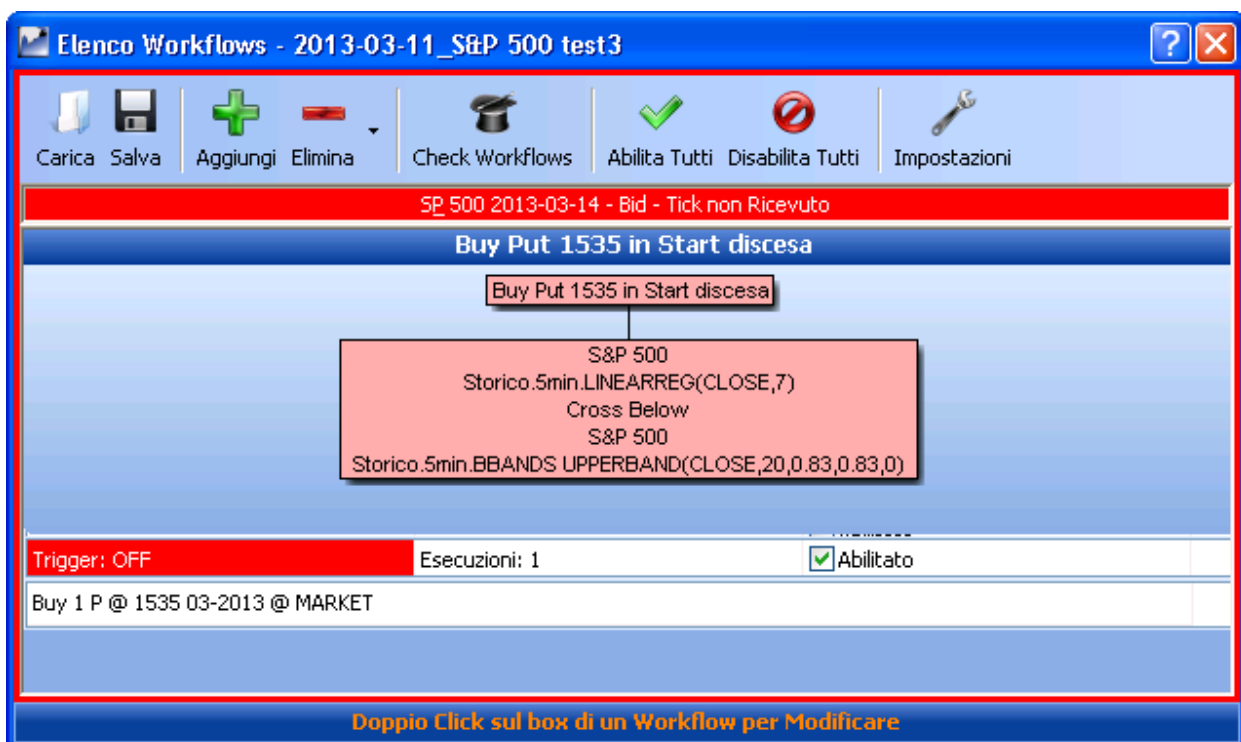 Elenco Workflows - 2013-03-11_S&P 500 test3
Carica Salva Aggiungi Elimina Check Workflows Abilita Tutti Disabilita Tutti Impostazioni
SP 500 2013-03-14 - Bid - Tick non Ricevuto
Buy Put 1535 in Start discesa
Buy Put 1535 in Start discesa
S&P 500
Storico.5min.LINEARREG(CLOSE,7)
Cross Below
S&P 500
Storico.5min.BBANDS UPPERBAND(CLOSE,20,0.83,0.83,0)
Trigger: OFF Esecuzioni: 1 Abilitato
Buy 1 P @ 1535 03-2013 @ MARKET
Doppio Click sul box di un Workflow per Modificare